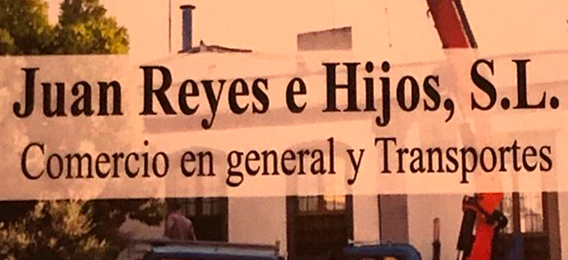 Juan Reyes e Hijos, S.L.
Comercio en general y Transportes